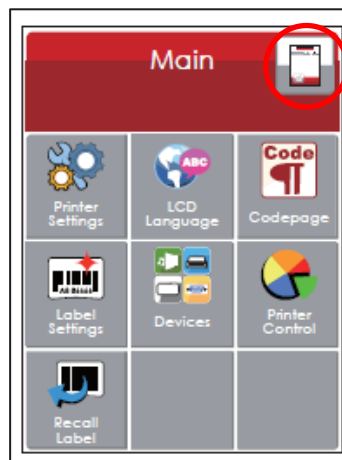 Main
ABC
Code
Printer
Settings
LCD
Language
Codepage
Label
Settings
Devices
Printer
Control
Recall
Label